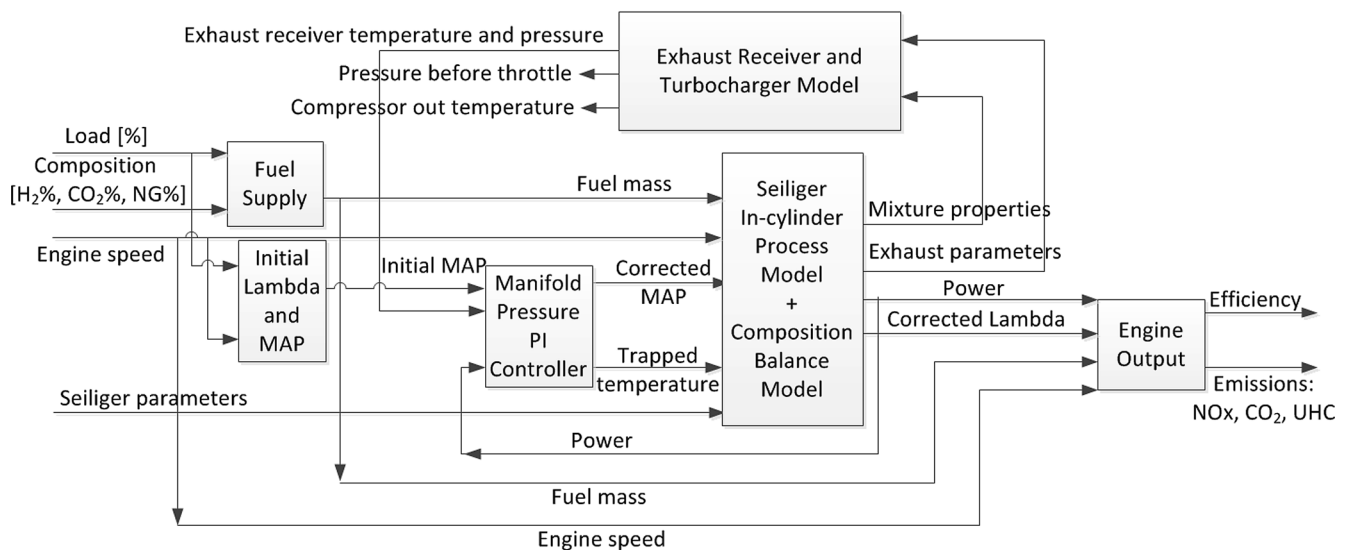 Exhaust receiver temperature and pressure
Pressure before throttle
Compressor out temperature
Exhaust Receiver and
Turbocharger Model
Load [%]
Composition
[H₂%, CO₂%, NG%]
Fuel
Supply
Fuel mass
Engine speed
Initial
Lambda
and
MAP
Initial MAP
Manifold
Pressure
PI
Controller
Corrected
MAP
Trapped
temperature
Seiliger
In-cylinder
Process
Model
+
Composition
Balance
Model
Mixture properties
Exhaust parameters
Power
Corrected Lambda
Engine
Output
Efficiency
Emissions:
NOx, CO₂, UHC
Seiliger parameters
Power
Fuel mass
Engine speed